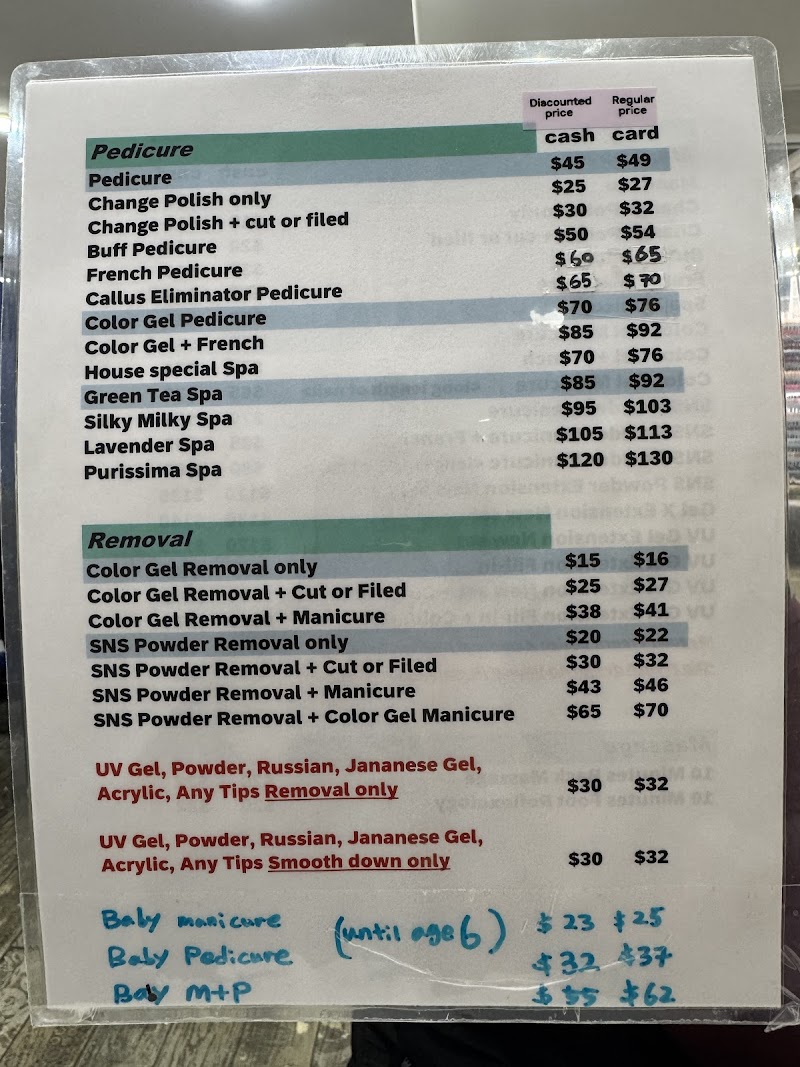 Discounted price Regular price
cash card
Pedicure
Pedicure $45 $49
Change Polish only $25 $27
Change Polish + cut or filed $30 $32
Buff Pedicure $50 $54
French Pedicure $60 $65
Callus Eliminator Pedicure $65 $70
Color Gel Pedicure $70 $76
Color Gel + French $85 $92
House special Spa $70 $76
Green Tea Spa $85 $92
Silky Milky Spa $95 $103
Lavender Spa $105 $113
Purissima Spa $120 $130
Removal
Color Gel Removal only $15 $16
Color Gel Removal + Cut or Filed $25 $27
Color Gel Removal + Manicure $38 $41
SNS Powder Removal only $20 $22
SNS Powder Removal + Cut or Filed $30 $32
SNS Powder Removal + Manicure $43 $46
SNS Powder Removal + Color Gel Manicure $65 $70
UV Gel, Powder, Russian, Jananese Gel,
Acrylic, Any Tips Removal only $30 $32
UV Gel, Powder, Russian, Jananese Gel,
Acrylic, Any Tips Smooth down only $30 $32
Baby manicure (until age 6) $23 $25
Baby Pedicure $32 $37
Baby M+P $55 $62